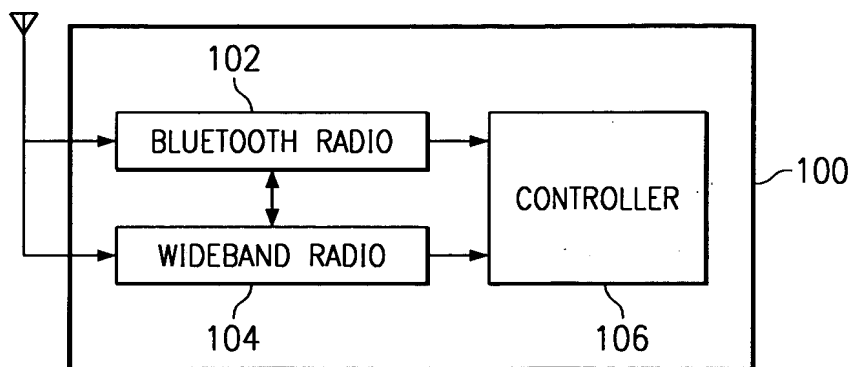 102
BLUETOOTH RADIO
WIDEBAND RADIO
104
CONTROLLER
106
100